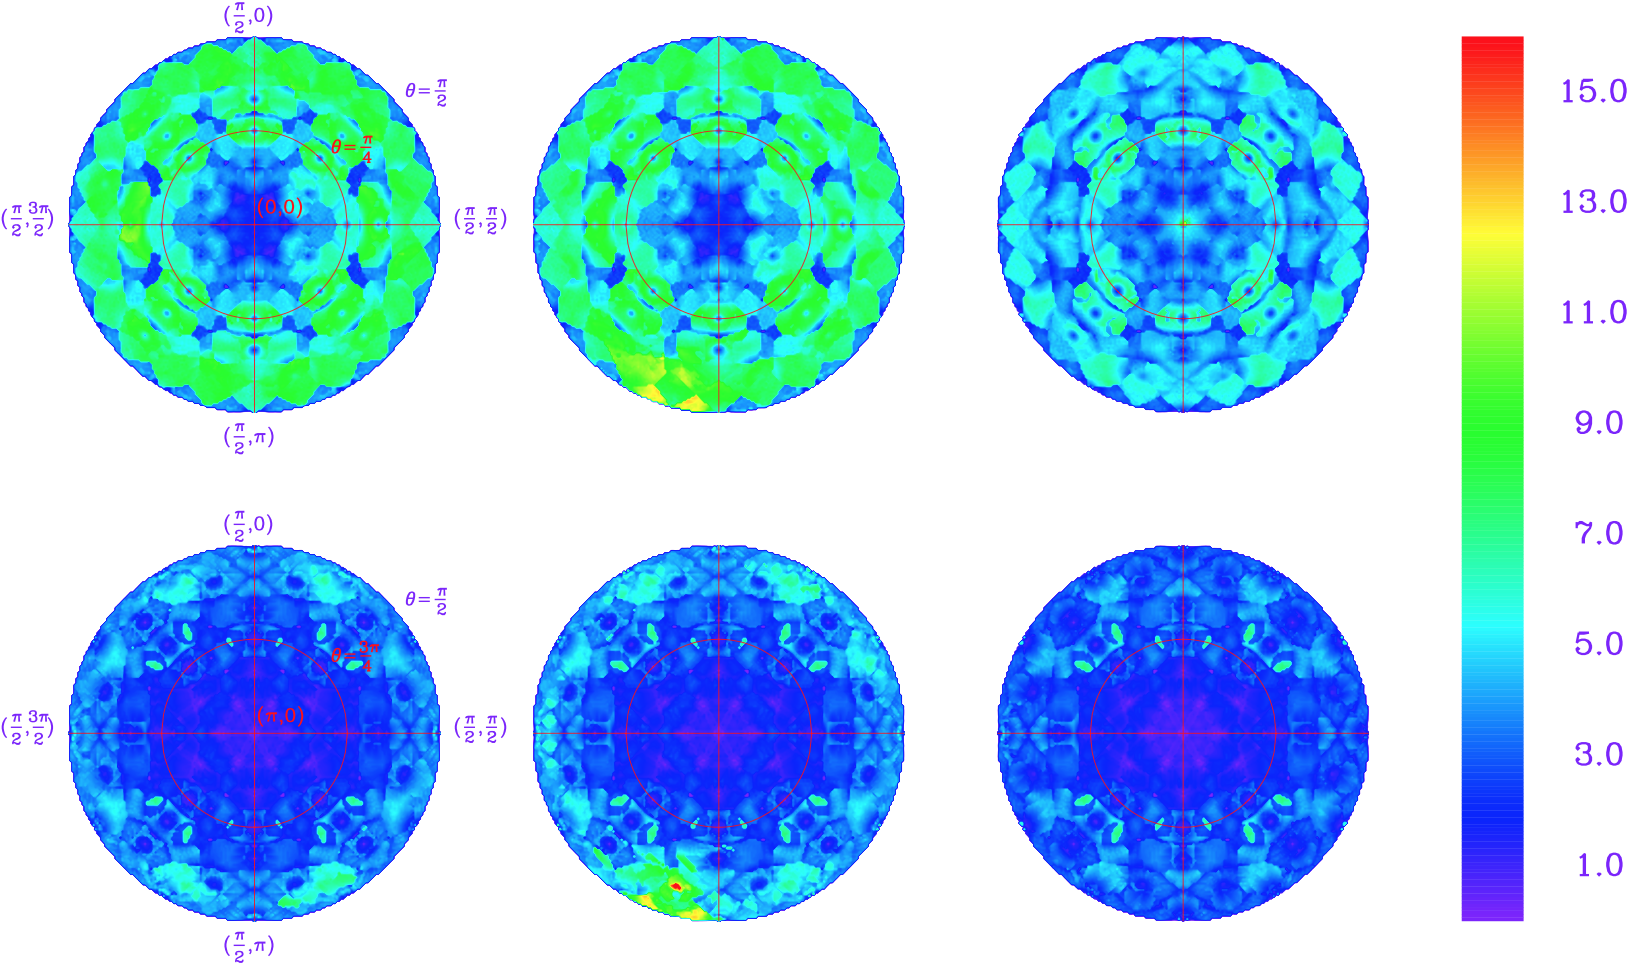 (π/2,0)
θ=π/2
θ=π/4
(π/2,3π/2)
(0,0)
(π/2,π/2)
(π/2,π)
(π/2,0)
θ=π/2
θ=3π/4
(π/2,3π/2)
(π,0)
(π/2,π/2)
(π/2,π)
15.0
13.0
11.0
9.0
7.0
5.0
3.0
1.0